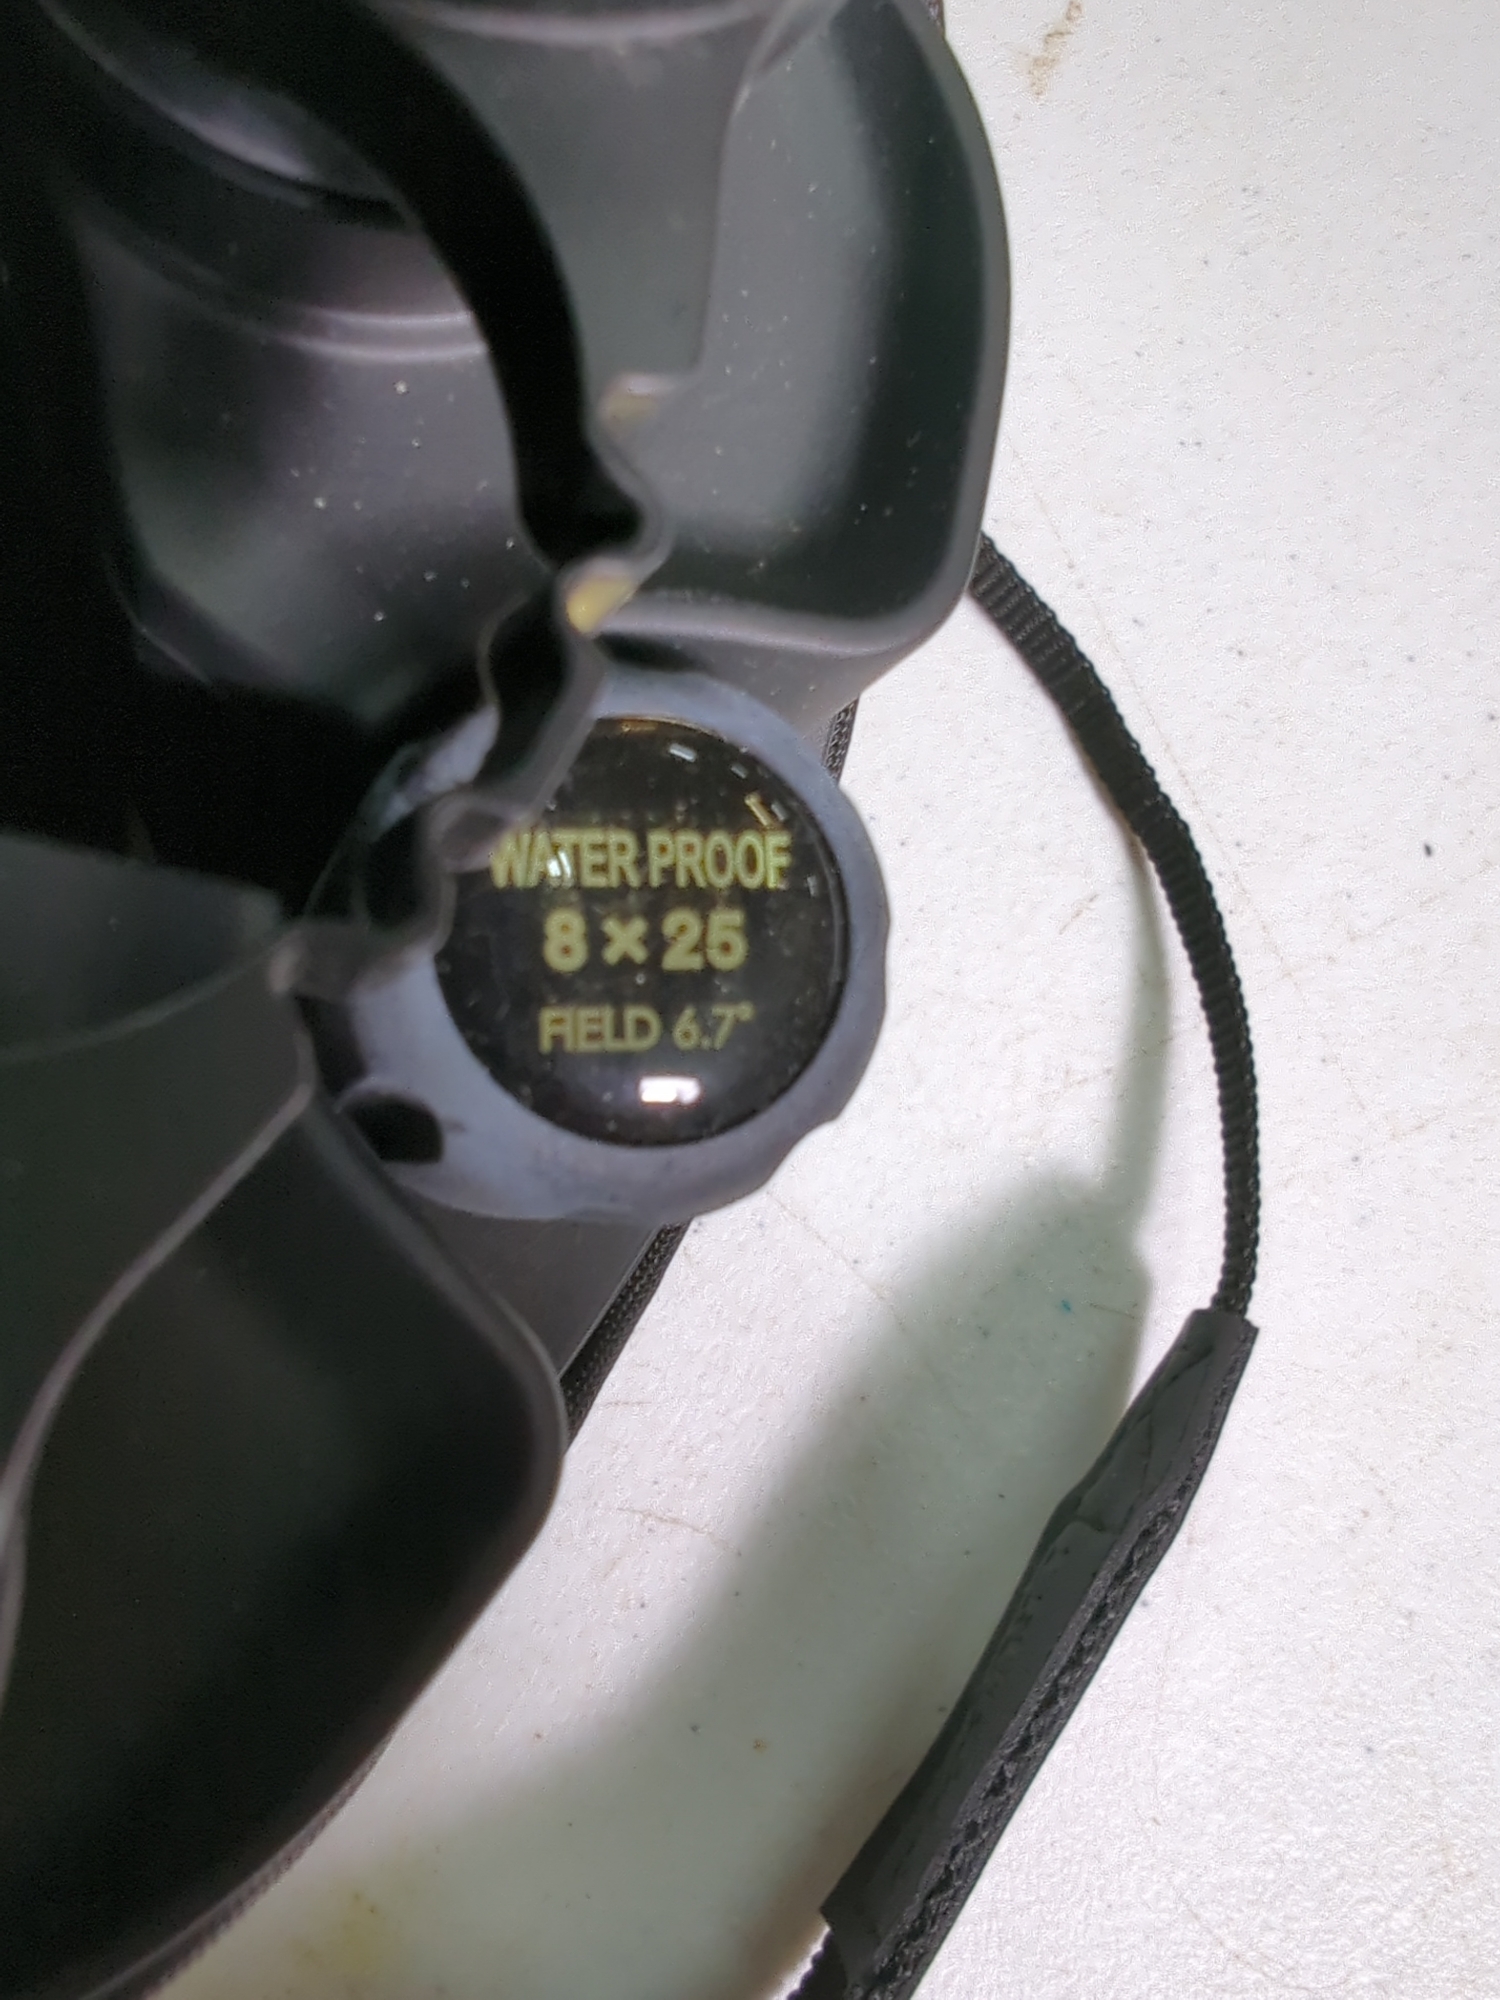 WATER PROOF
8 × 25
FIELD 6.7°